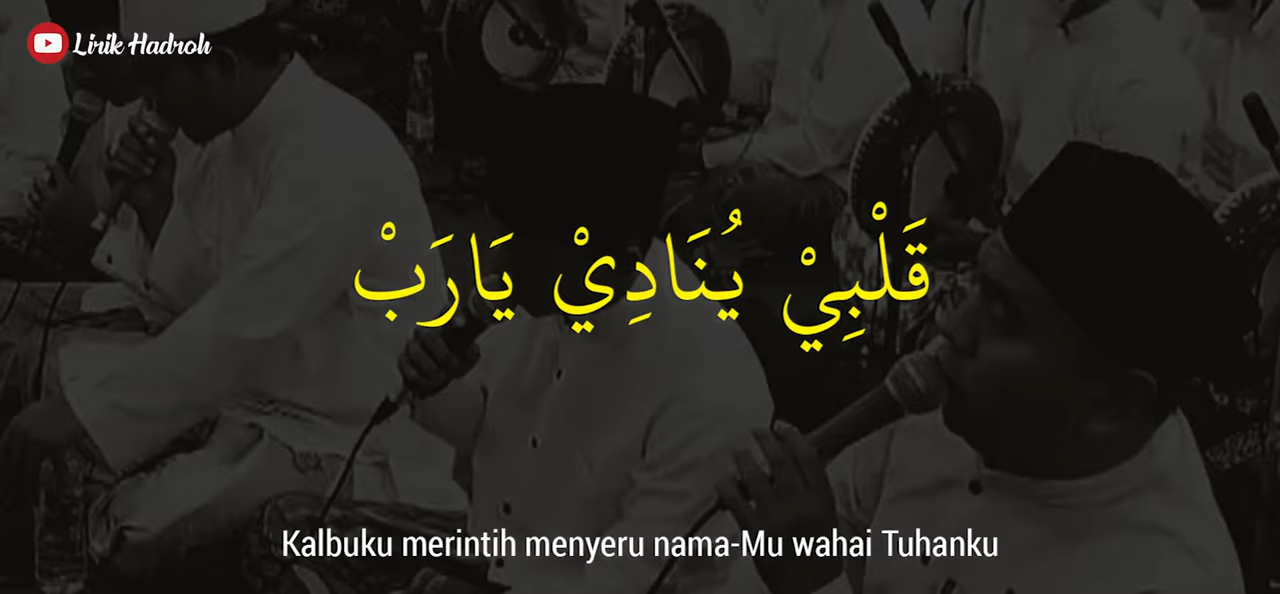 Lirik Hadroh
قَلْبِيْ يُنَادِيْ يَارَبْ
Kalbuku merintih menyeru nama-Mu wahai Tuhanku